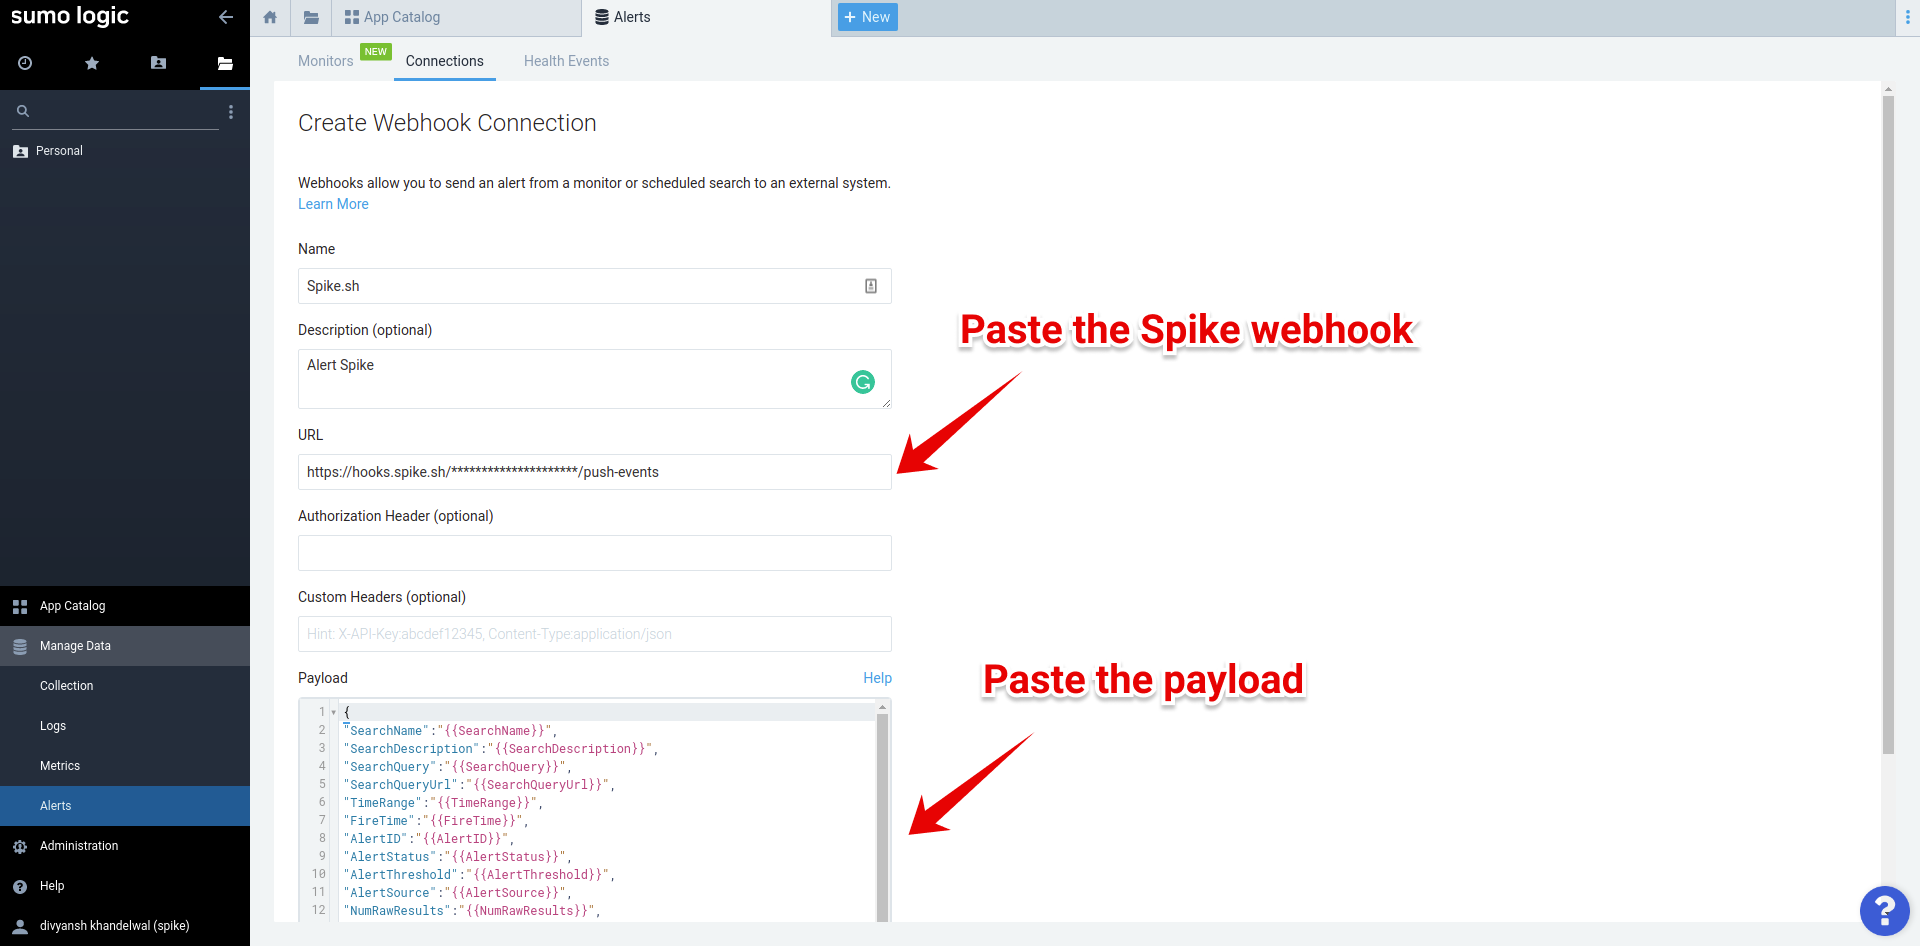 sumo logic
App Catalog
Alerts
+ New
Monitors
NEW
Connections
Health Events
Personal
Create Webhook Connection
Webhooks allow you to send an alert from a monitor or scheduled search to an external system.
Learn More
Name
Spike.sh
Description (optional)
Alert Spike
URL
https://hooks.spike.sh/*********************/push-events
Paste the Spike webhook
Authorization Header (optional)
Custom Headers (optional)
Hint: X-API-Key:abcdef12345, Content-Type:application/json
Payload
Help
Paste the payload
1 {
2 "SearchName":"{{SearchName}}",
3 "SearchDescription":"{{SearchDescription}}",
4 "SearchQuery":"{{SearchQuery}}",
5 "SearchQueryUrl":"{{SearchQueryUrl}}",
6 "TimeRange":"{{TimeRange}}",
7 "FireTime":"{{FireTime}}",
8 "AlertID":"{{AlertID}}",
9 "AlertStatus":"{{AlertStatus}}",
10 "AlertThreshold":"{{AlertThreshold}}",
11 "AlertSource":"{{AlertSource}}",
12 "NumRawResults":"{{NumRawResults}}",
App Catalog
Manage Data
Collection
Logs
Metrics
Alerts
Administration
Help
divyansh khandelwal (spike)